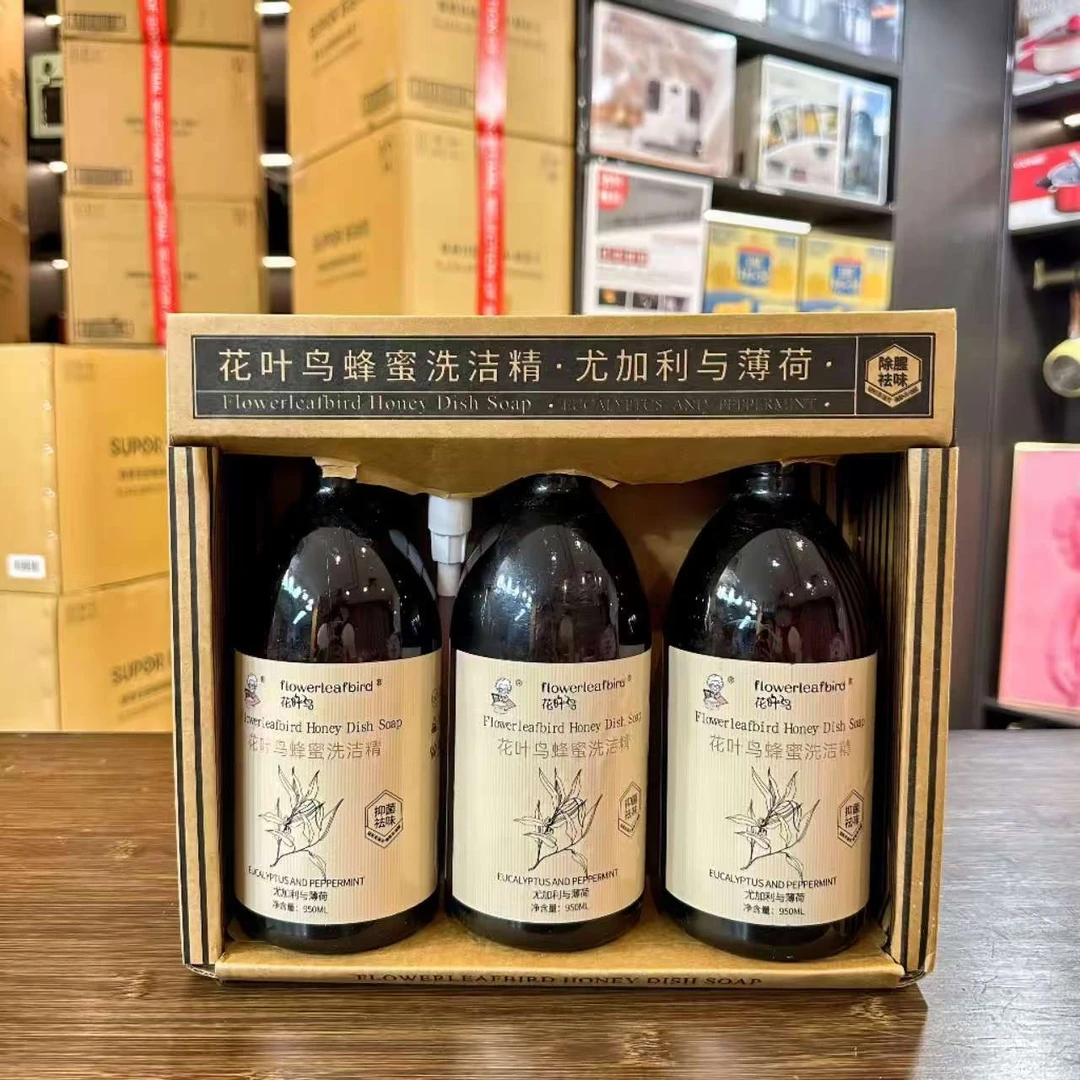 SUPOR
SUPOR
SUPOR
花叶鸟蜂蜜洗洁精·尤加利与薄荷·
Flowerleafbird Honey Dish Soap • EUCALYPTUS AND PEPPERMINT •
除腥
祛味
flowerleafbird®
花叶鸟
Flowerleafbird Honey Dish Soap
花叶鸟蜂蜜洗洁精
抑菌
祛味
EUCALYPTUS AND PEPPERMINT
尤加利与薄荷
净含量：950ML
flowerleafbird®
花叶鸟
Flowerleafbird Honey Dish Soap
花叶鸟蜂蜜洗洁精
抑菌
祛味
EUCALYPTUS AND PEPPERMINT
尤加利与薄荷
净含量：950ML
flowerleafbird®
花叶鸟
Flowerleafbird Honey Dish Soap
花叶鸟蜂蜜洗洁精
抑菌
祛味
EUCALYPTUS AND PEPPERMINT
尤加利与薄荷
净含量：950ML
FLOWERLEAFBIRD HONEY DISH SOAP